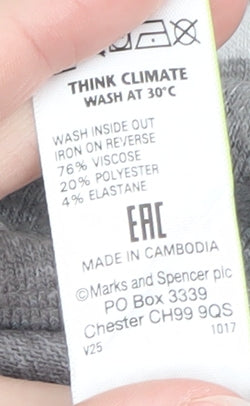 THINK CLIMATE
WASH AT 30°C
WASH INSIDE OUT
IRON ON REVERSE
76% VISCOSE
20% POLYESTER
4% ELASTANE
EAC
MADE IN CAMBODIA
©Marks and Spencer plc
PO Box 3339
Chester CH99 9QS
V25 1017